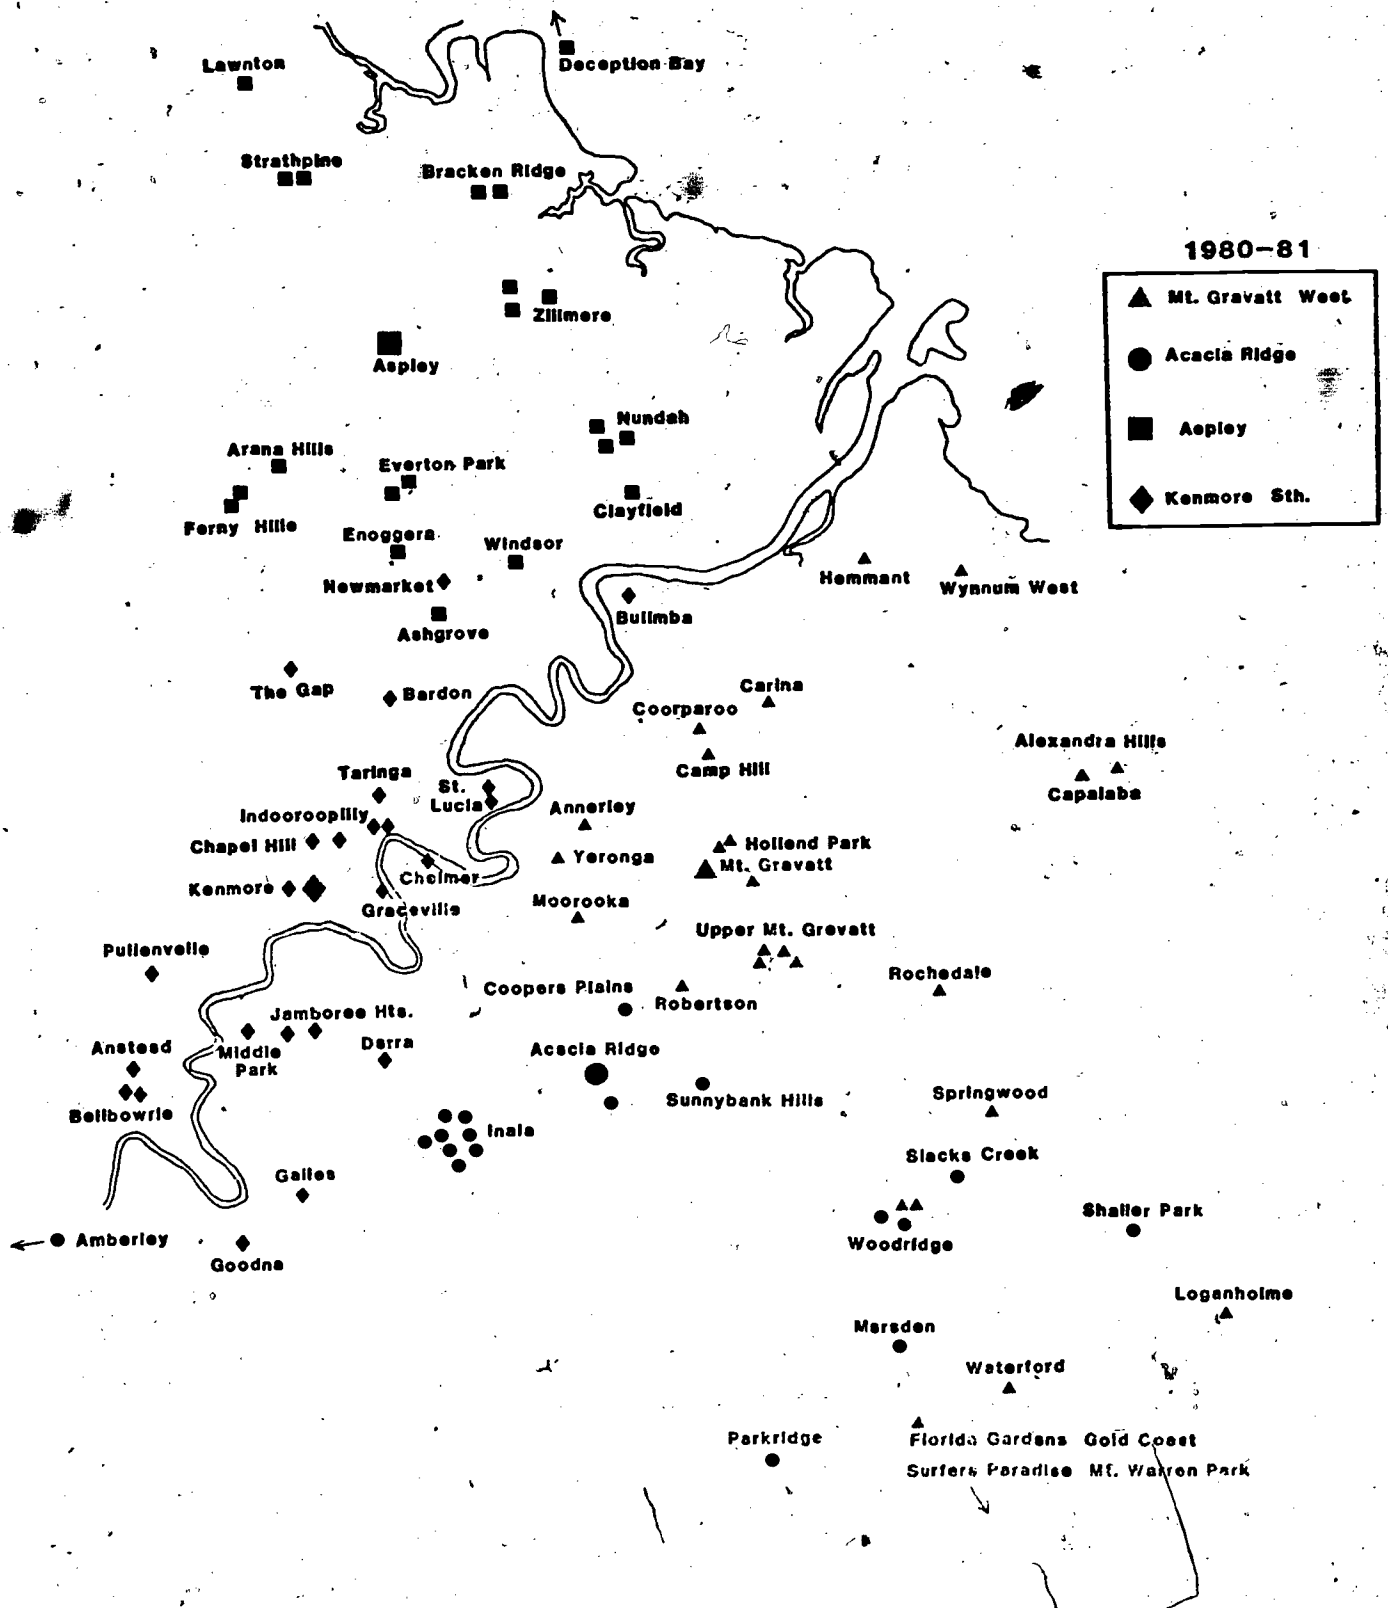 Lawnton
Deception Bay
Strathpine
Bracken Ridge
1980-81
Mt. Gravatt West
Acacia Ridge
Aspley
Kenmore Sth.
Zillmere
Aspley
Nundah
Arana Hills
Everton Park
Ferny Hills
Clayfield
Enoggera
Windsor
Newmarket
Hemmant
Wynnum West
Bulimba
Ashgrove
The Gap
Bardon
Carina
Coorparoo
Alexandra Hills
Camp Hill
Capalaba
Taringa
St.
Lucia
Annerley
Indooroopilly
Chapel Hill
Holland Park
Yeronga
Mt. Gravatt
Chelmer
Kenmore
Graceville
Moorooka
Upper Mt. Gravatt
Pullenvelle
Rochedale
Coopers Plains
Robertson
Jamboree Hts.
Anstead
Middle
Park
Darra
Acacia Ridge
Sunnybank Hills
Springwood
Bellbowrie
Inala
Slacks Creek
Gailes
Shailer Park
Amberley
Woodridge
Goodna
Loganholme
Marsden
Waterford
Parkridge
Florida Gardens Gold Coast
Surfers Paradise Mt. Warren Park